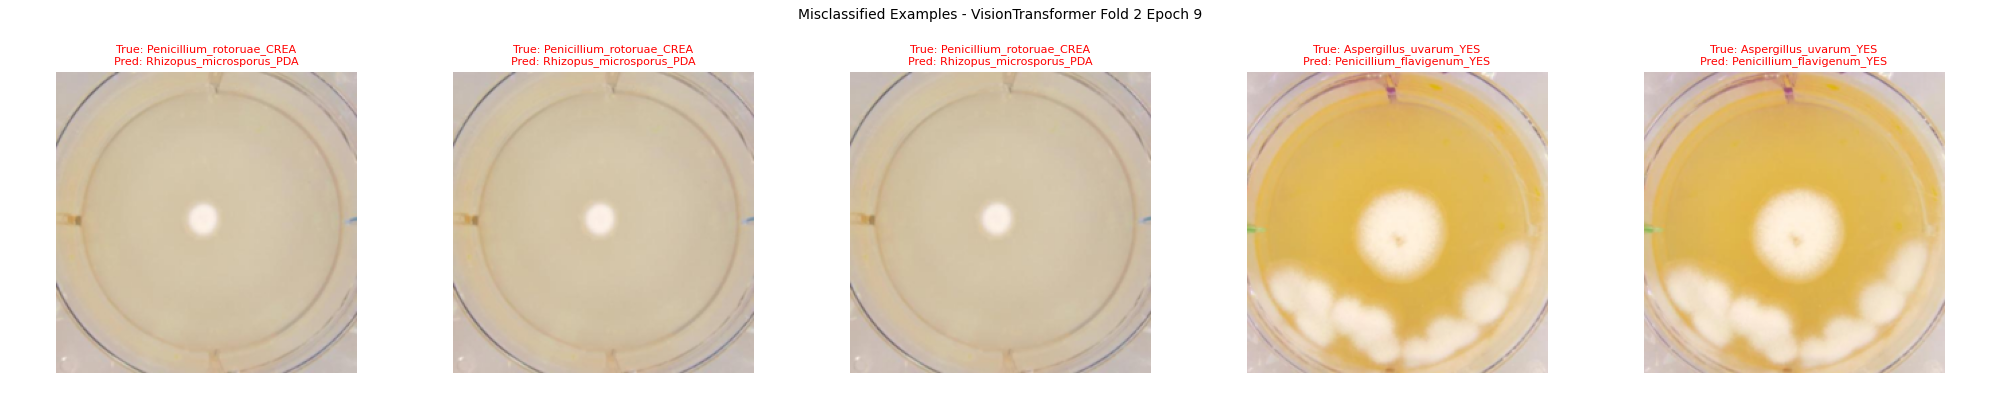 Misclassified Examples - VisionTransformer Fold 2 Epoch 9
True: Penicillium_rotoruae_CREA
Pred: Rhizopus_microsporus_PDA
True: Penicillium_rotoruae_CREA
Pred: Rhizopus_microsporus_PDA
True: Penicillium_rotoruae_CREA
Pred: Rhizopus_microsporus_PDA
True: Aspergillus_uvarum_YES
Pred: Penicillium_flavigenum_YES
True: Aspergillus_uvarum_YES
Pred: Penicillium_flavigenum_YES